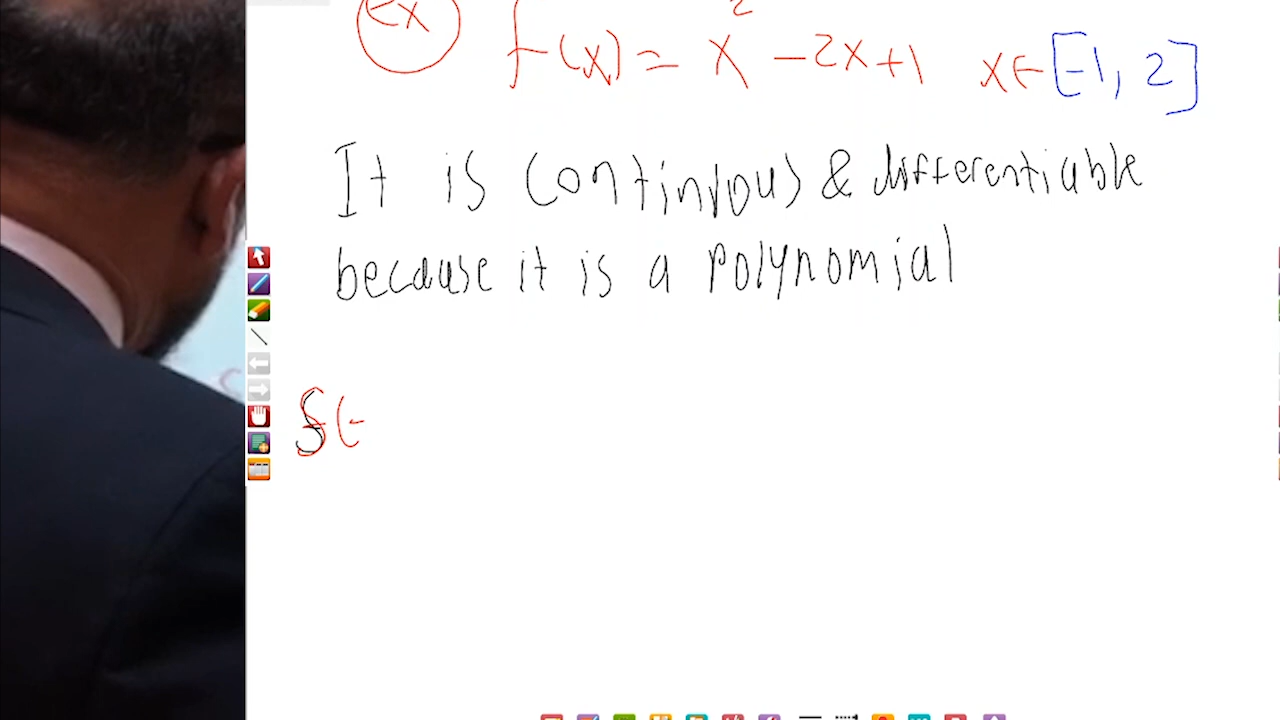 Ex f(x) = x² - 2x + 1 x ∈ [-1, 2]
It is continuous & differentiable
because it is a polynomial
f(-